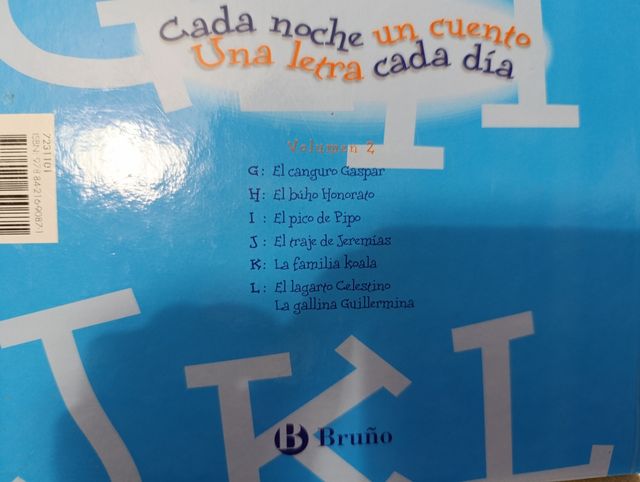 Cada noche un cuento
Una letra cada día
Volumen 2
G: El canguro Gaspar
H: El búho Honorato
I : El pico de Pipo
J: El traje de Jeremías
K: La familia koala
L: El lagarto Celestino
La gallina Guillermina
7231101
G H
J K L
B Bruño